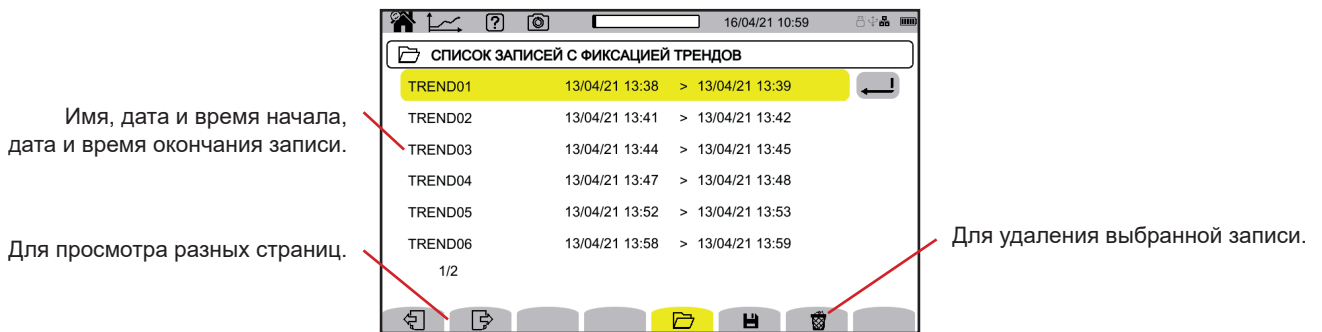 16/04/21 10:59
СПИСОК ЗАПИСЕЙ С ФИКСАЦИЕЙ ТРЕНДОВ
TREND01 13/04/21 13:38 > 13/04/21 13:39
TREND02 13/04/21 13:41 > 13/04/21 13:42
TREND03 13/04/21 13:44 > 13/04/21 13:45
TREND04 13/04/21 13:47 > 13/04/21 13:48
TREND05 13/04/21 13:52 > 13/04/21 13:53
TREND06 13/04/21 13:58 > 13/04/21 13:59
1/2
Имя, дата и время начала,
дата и время окончания записи.
Для просмотра разных страниц.
Для удаления выбранной записи.